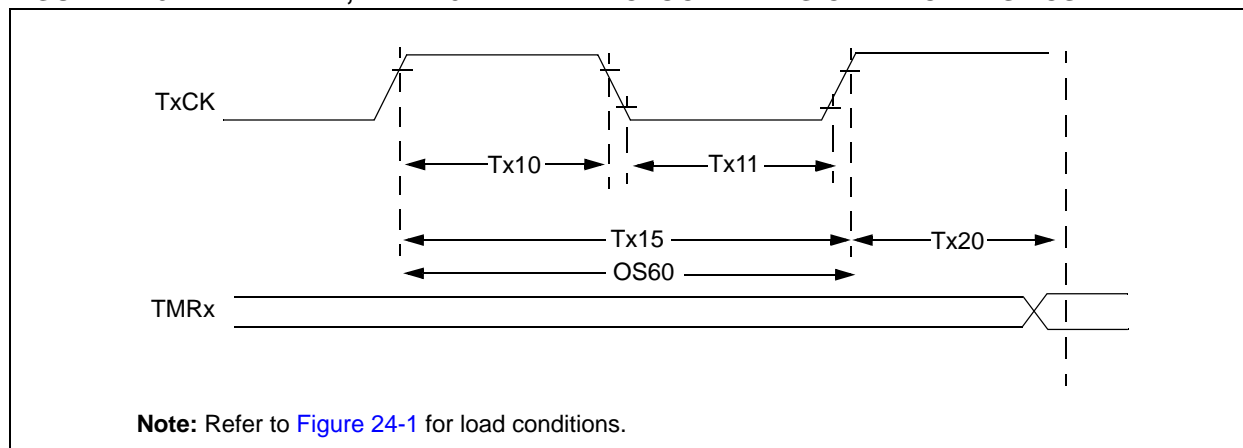 TxCK
Tx10
Tx11
Tx15
Tx20
OS60
TMRx
Note: Refer to Figure 24-1 for load conditions.